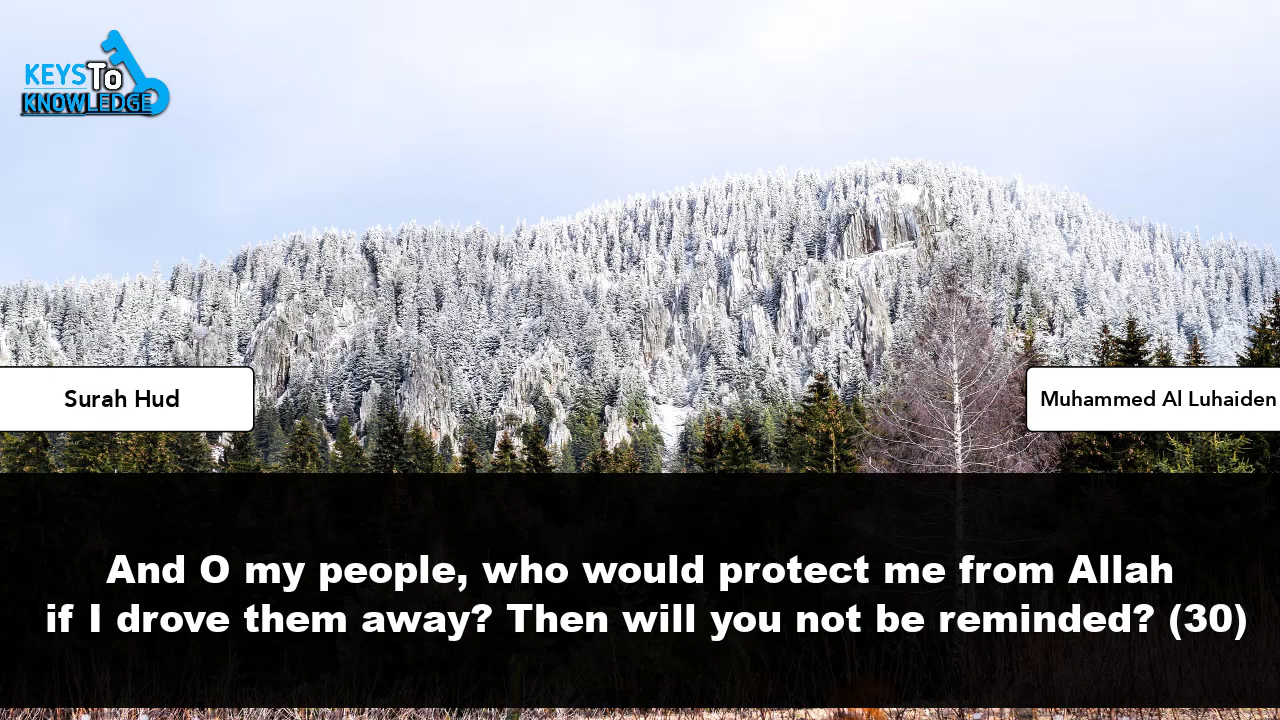 KEYS To
KNOWLEDGE
Surah Hud
Muhammed Al Luhaiden
And O my people, who would protect me from Allah
if I drove them away? Then will you not be reminded? (30)